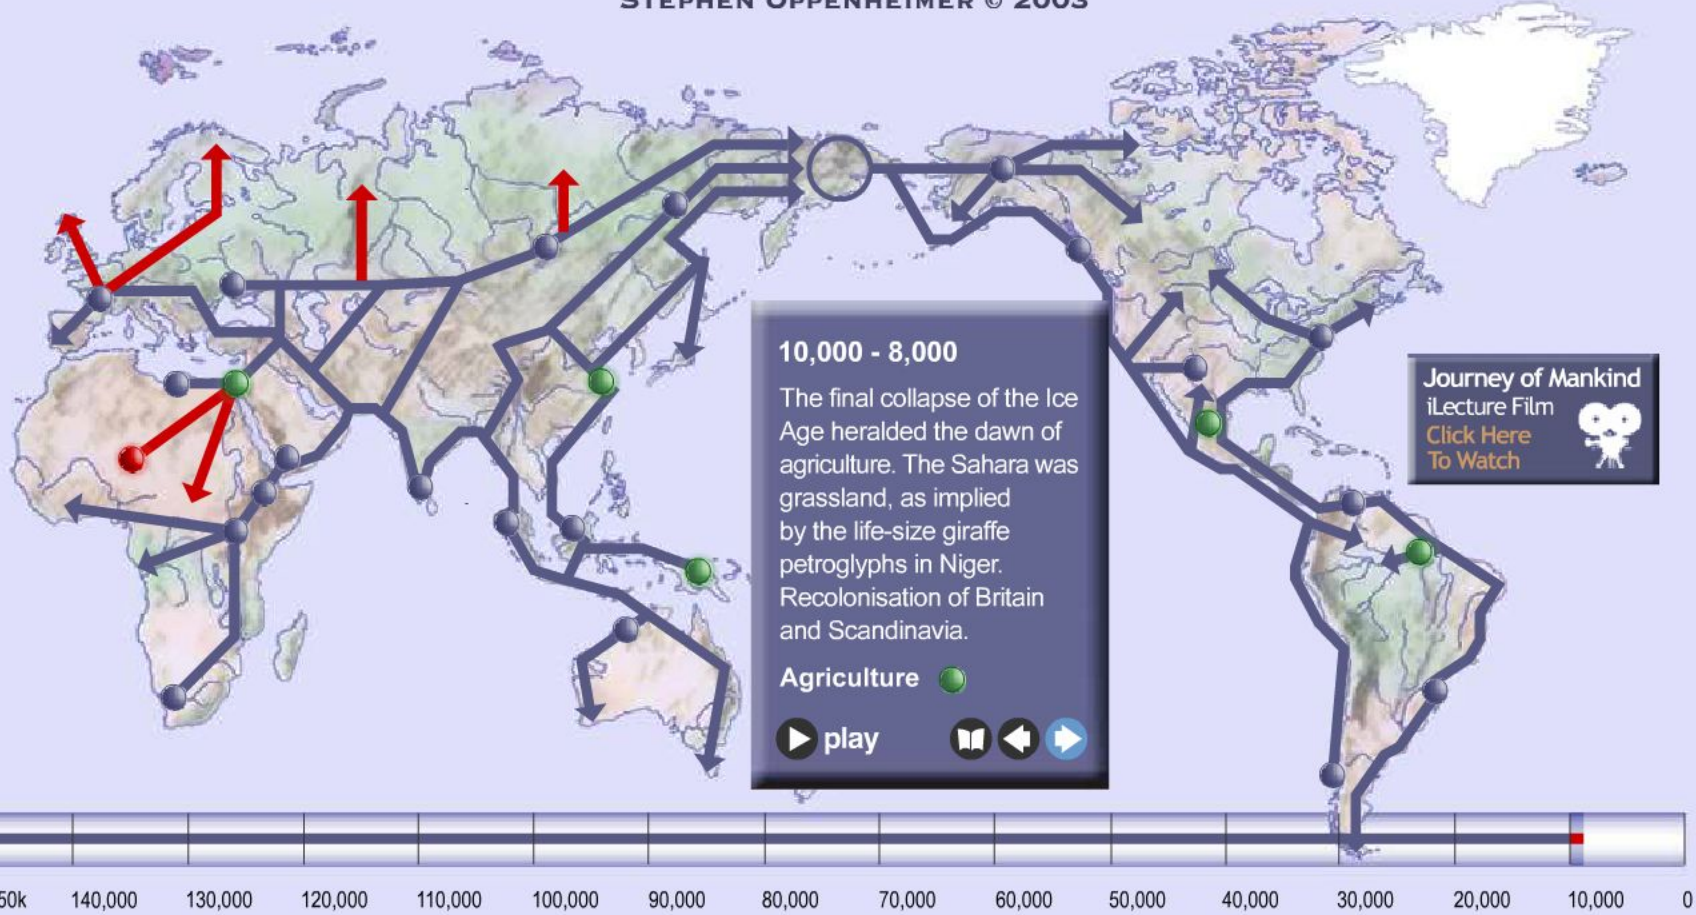 STEPHEN OPPENHEIMER © 2003
10,000 - 8,000
The final collapse of the Ice
Age heralded the dawn of
agriculture. The Sahara was
grassland, as implied
by the life-size giraffe
petroglyphs in Niger.
Recolonisation of Britain
and Scandinavia.
Agriculture
play
Journey of Mankind
iLecture Film
Click Here
To Watch
50k 140,000 130,000 120,000 110,000 100,000 90,000 80,000 70,000 60,000 50,000 40,000 30,000 20,000 10,000 0